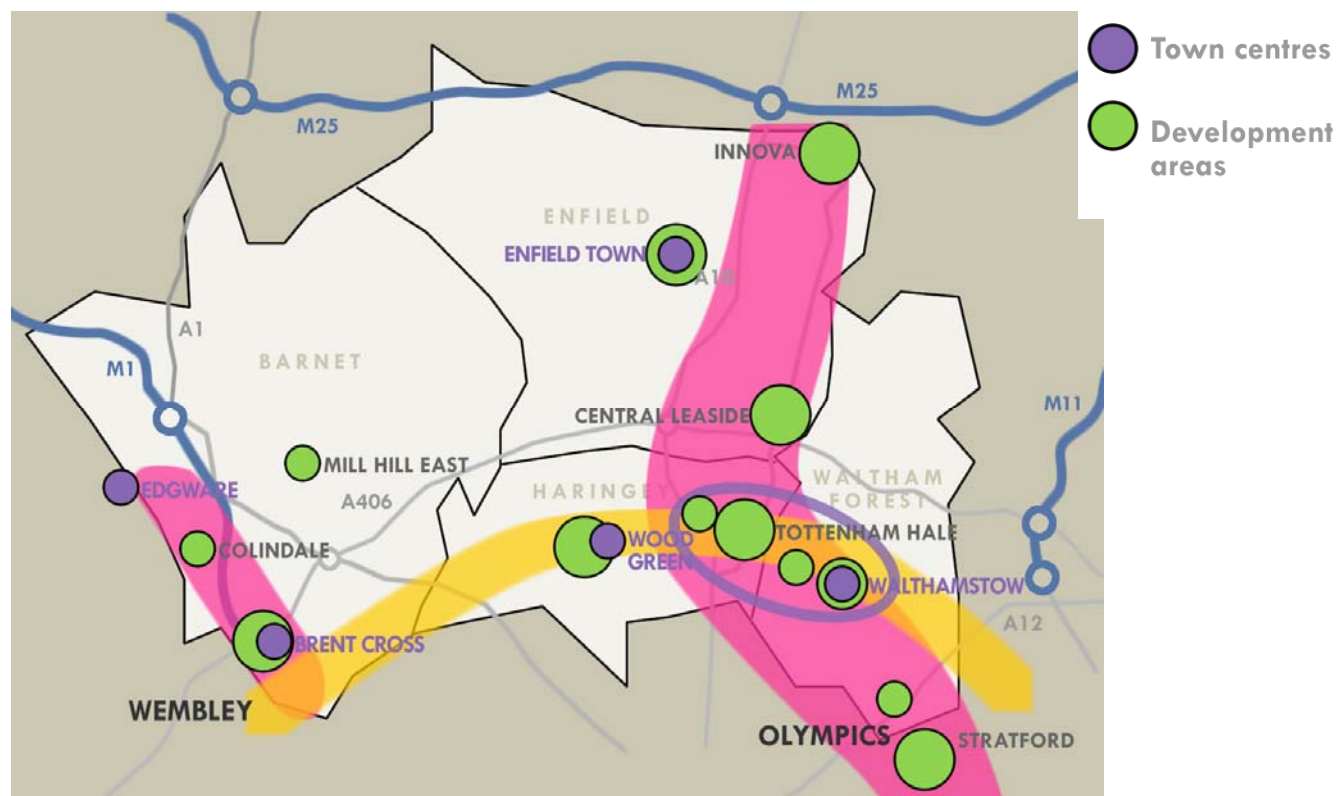 Town centres
Development
areas
M25
M25
INNOVA
ENFIELD
ENFIELD TOWN
A10
A1
BARNET
M1
M11
CENTRAL LEASIDE
MILL HILL EAST
A406
EDGWARE
HARINGEY
WALTHAM
FOREST
COLINDALE
WOOD
GREEN
TOTTENHAM HALE
WALTHAMSTOW
A12
BRENT CROSS
WEMBLEY
OLYMPICS
STRATFORD